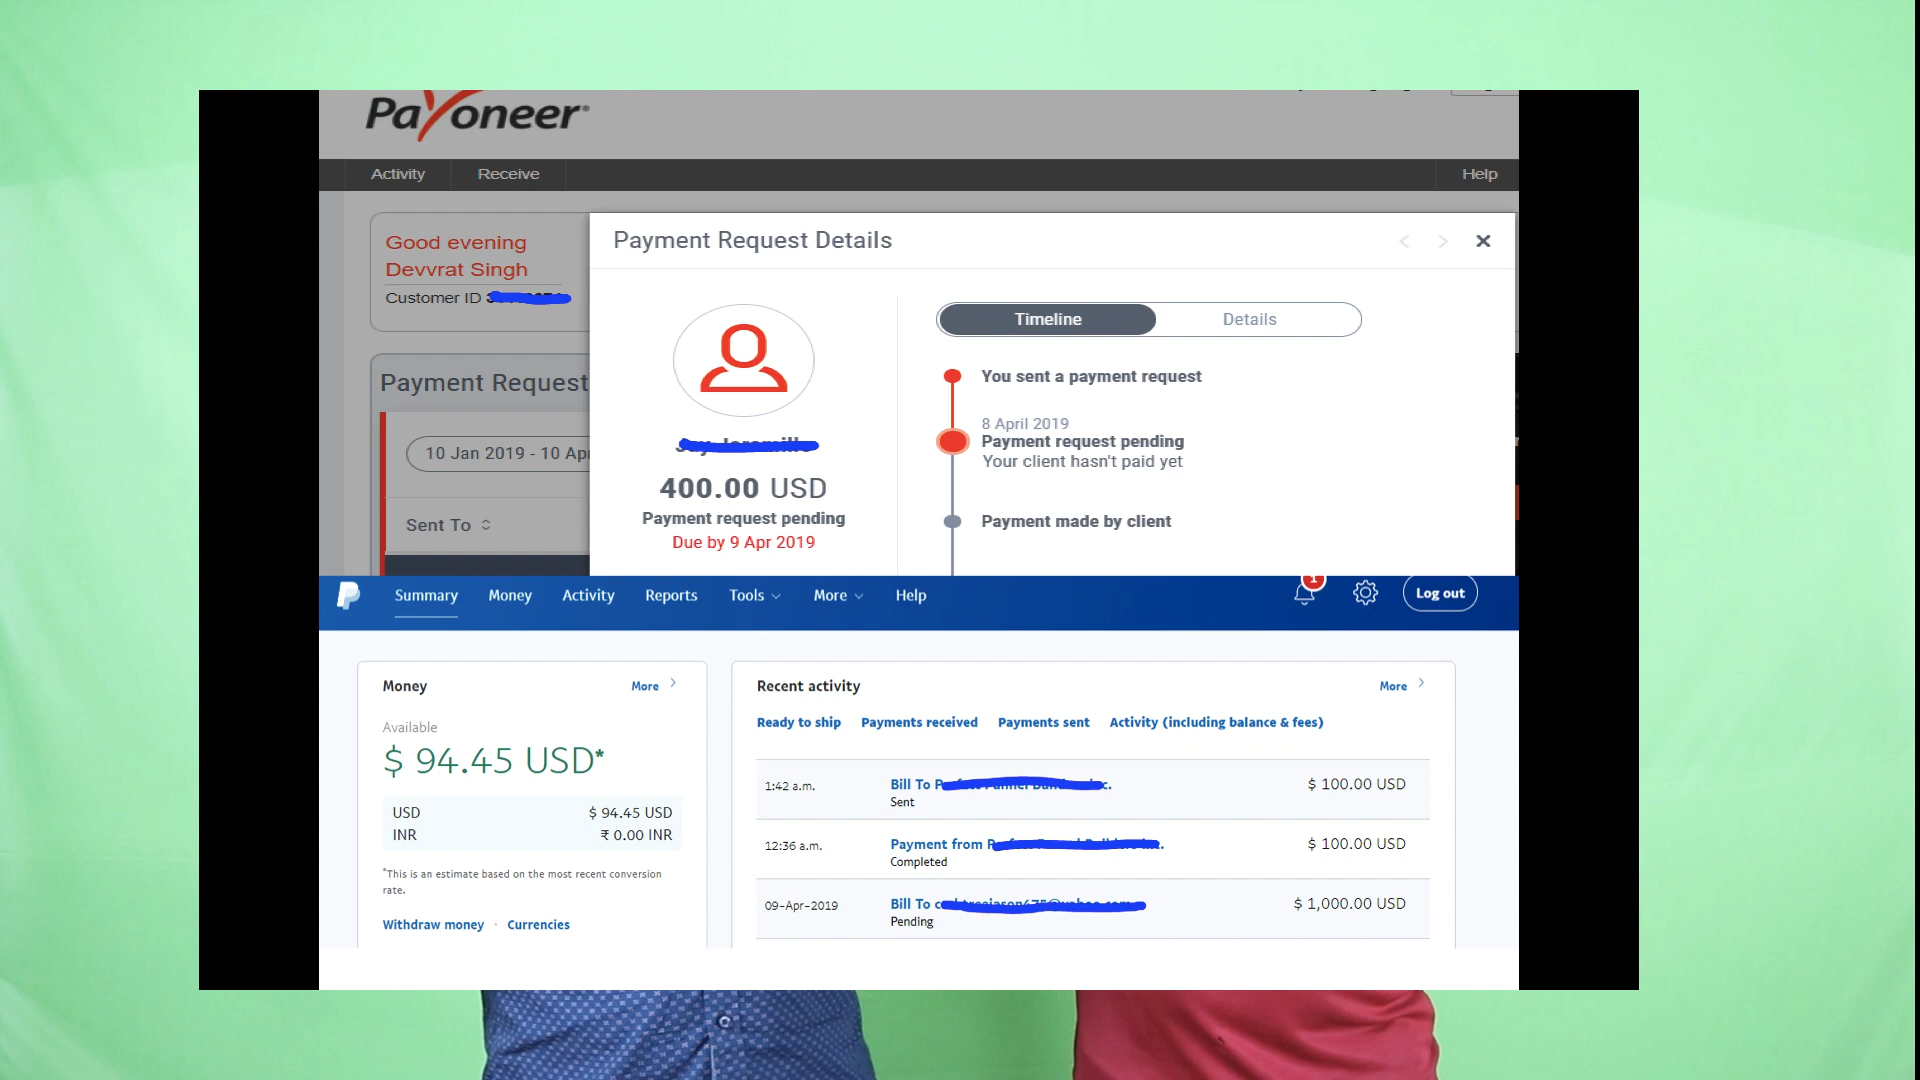 Payoneer
Activity
Receive
Help
Good evening
Devvrat Singh
Customer ID
Payment Request
10 Jan 2019 - 10 Apr
Sent To
Payment Request Details
400.00 USD
Payment request pending
Due by 9 Apr 2019
Timeline
Details
You sent a payment request
8 April 2019
Payment request pending
Your client hasn't paid yet
Payment made by client
Summary
Money
Activity
Reports
Tools
More
Help
1
Log out
Money
More
Available
$ 94.45 USD*
USD
$ 94.45 USD
INR
₹ 0.00 INR
*This is an estimate based on the most recent conversion
rate.
Withdraw money · Currencies
Recent activity
More
Ready to ship
Payments received
Payments sent
Activity (including balance & fees)
1:42 a.m.
Bill To
$ 100.00 USD
Sent
12:36 a.m.
Payment from
$ 100.00 USD
Completed
09-Apr-2019
Bill To
$ 1,000.00 USD
Pending